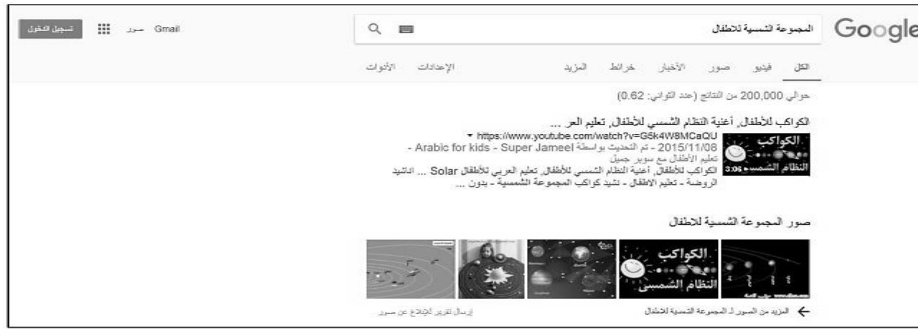 Google
المجموعة الشمسية للاطفال
Gmail صور تسجيل الدخول
الكل فيديو صور الأخبار خرائط المزيد الإعدادات الأدوات
حوالي 200,000 من النتائج (عدد الثواني: 0.62)
الكواكب للأطفال, أغنية النظام الشمسي للأطفال, تعليم العر ...
https://www.youtube.com/watch?v=G5k4W8MCaQU
2015/11/08 - تم التحديث بواسطة Arabic for kids - Super Jameel -
تعليم الأطفال مع سوبر جميل
الكواكب للأطفال, أغنية النظام الشمسي للأطفال, تعليم العربي للأطفال Solar ... اناشيد
الروضة - تعليم الاطفال - نشيد كواكب المجموعة الشمسية - بدون ...
الكواكب
النظام الشمسي
3:05
صور المجموعة الشمسية للاطفال
الكواكب
النظام الشمسي
المزيد من الصور لـ المجموعة الشمسية للاطفال
إرسال تقرير للإبلاغ عن صور